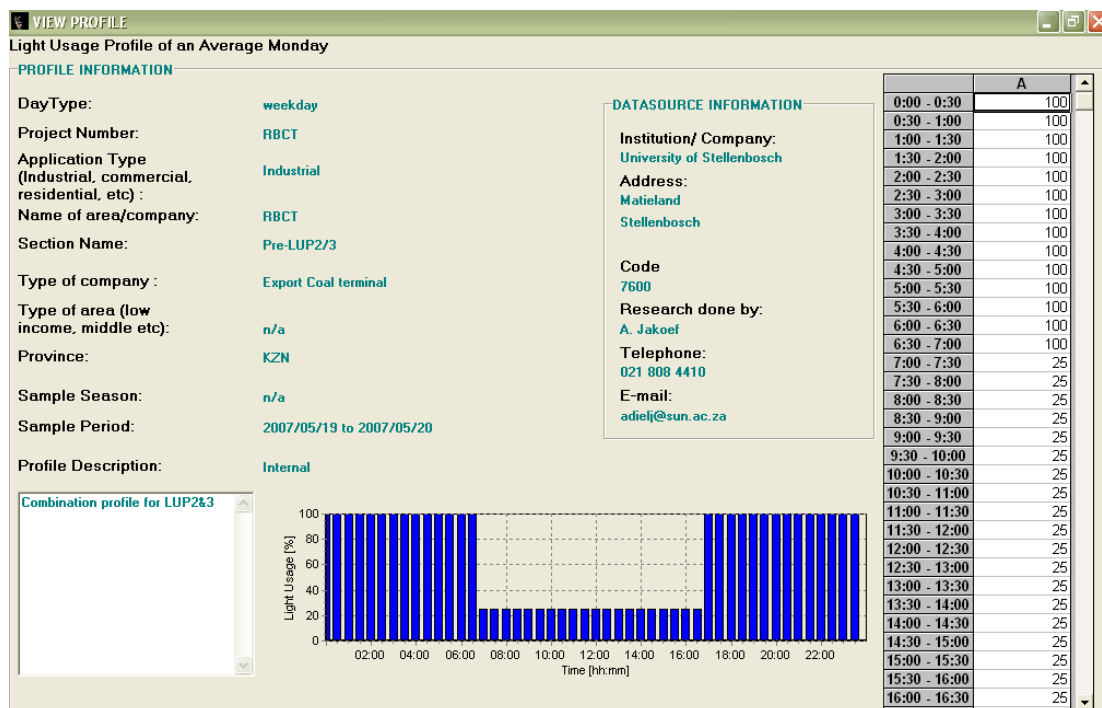 VIEW PROFILE
Light Usage Profile of an Average Monday
PROFILE INFORMATION
DayType: weekday
Project Number: RBCT
Application Type
(Industrial, commercial,
residential, etc) : Industrial
Name of area/company: RBCT
Section Name: Pre-LUP2/3
Type of company : Export Coal terminal
Type of area (low
income, middle etc): n/a
Province: KZN
Sample Season: n/a
Sample Period: 2007/05/19 to 2007/05/20
Profile Description: Internal
Combination profile for LUP2&3
DATASOURCE INFORMATION
Institution/ Company:
University of Stellenbosch
Address:
Matieland
Stellenbosch
Code
7600
Research done by:
A. Jakoef
Telephone:
021 808 4410
E-mail:
adielj@sun.ac.za
Light Usage [%]
100
80
60
40
20
0
02:00 04:00 06:00 08:00 10:00 12:00 14:00 16:00 18:00 20:00 22:00
Time [hh:mm]
A
0:00 - 0:30 100
0:30 - 1:00 100
1:00 - 1:30 100
1:30 - 2:00 100
2:00 - 2:30 100
2:30 - 3:00 100
3:00 - 3:30 100
3:30 - 4:00 100
4:00 - 4:30 100
4:30 - 5:00 100
5:00 - 5:30 100
5:30 - 6:00 100
6:00 - 6:30 100
6:30 - 7:00 100
7:00 - 7:30 25
7:30 - 8:00 25
8:00 - 8:30 25
8:30 - 9:00 25
9:00 - 9:30 25
9:30 - 10:00 25
10:00 - 10:30 25
10:30 - 11:00 25
11:00 - 11:30 25
11:30 - 12:00 25
12:00 - 12:30 25
12:30 - 13:00 25
13:00 - 13:30 25
13:30 - 14:00 25
14:00 - 14:30 25
14:30 - 15:00 25
15:00 - 15:30 25
15:30 - 16:00 25
16:00 - 16:30 25